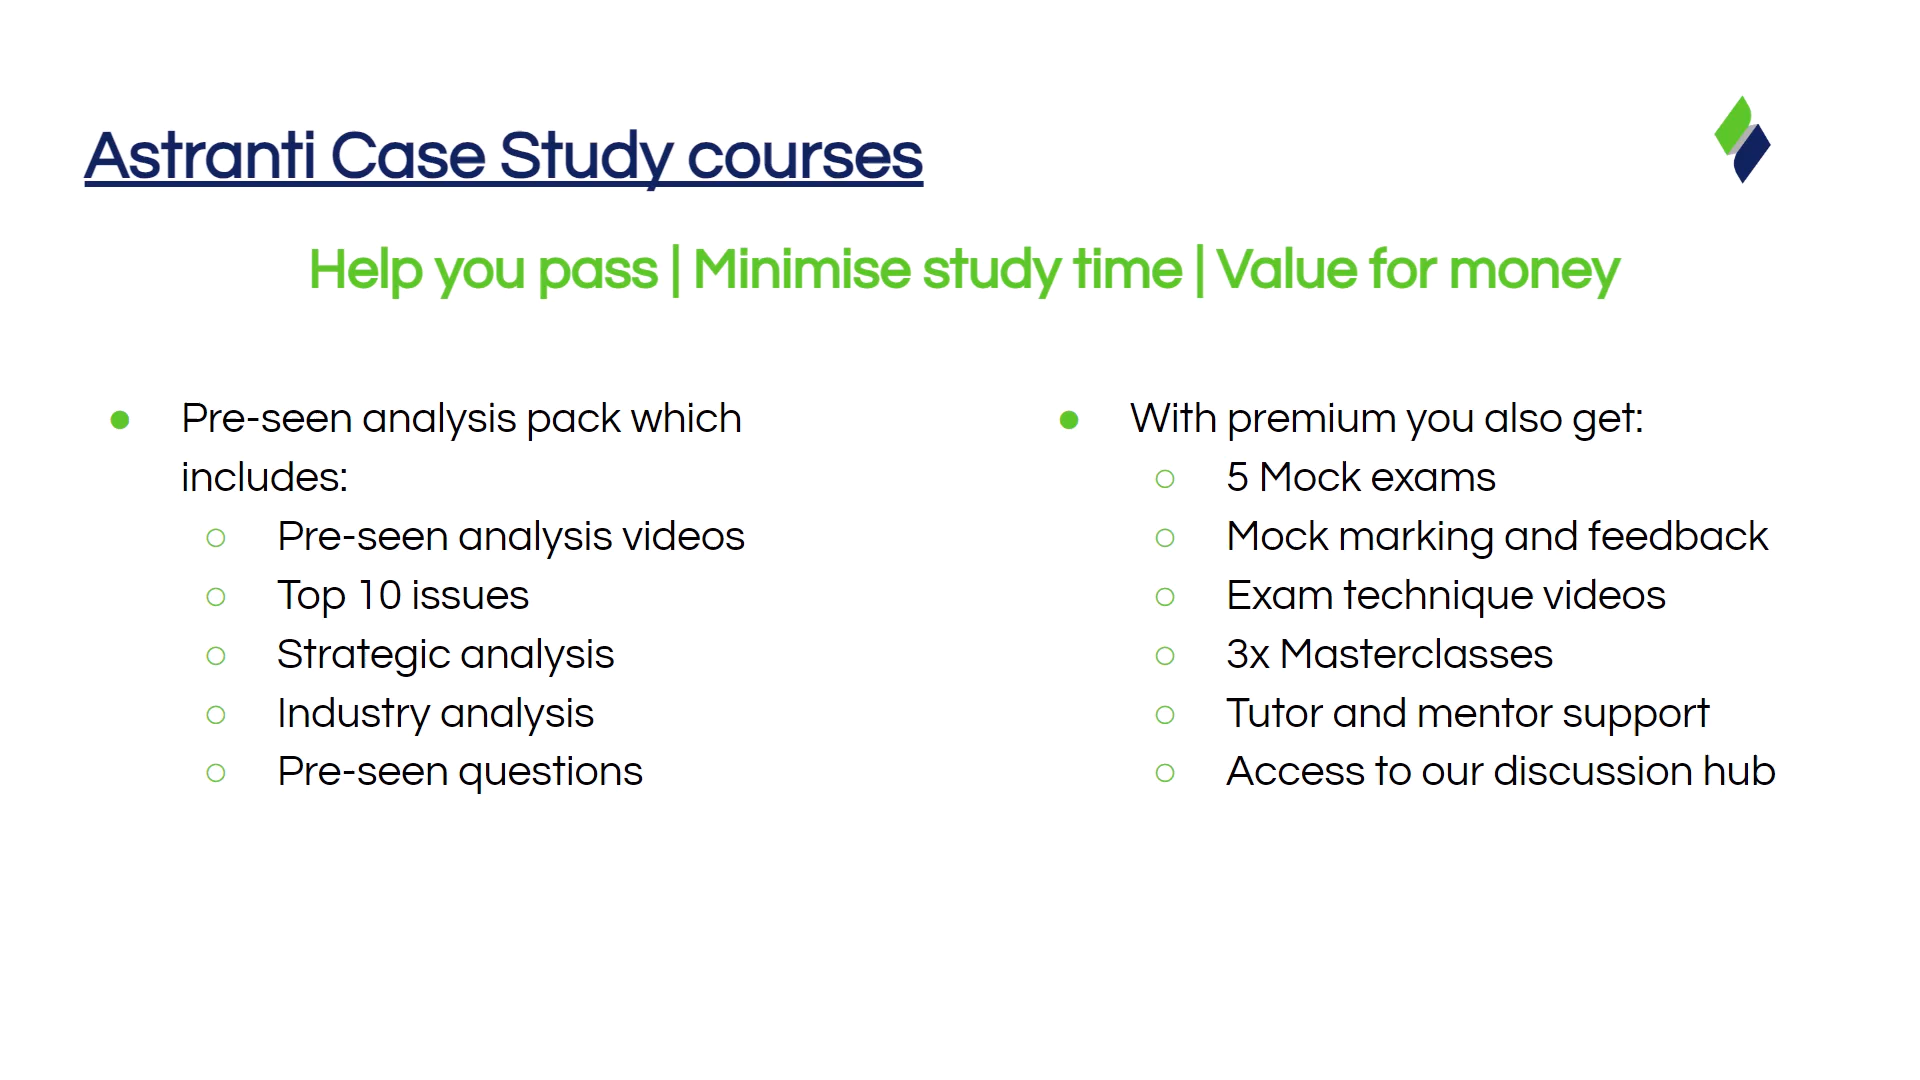 Astranti Case Study courses
Help you pass | Minimise study time | Value for money
● Pre-seen analysis pack which
includes:
○ Pre-seen analysis videos
○ Top 10 issues
○ Strategic analysis
○ Industry analysis
○ Pre-seen questions
● With premium you also get:
○ 5 Mock exams
○ Mock marking and feedback
○ Exam technique videos
○ 3x Masterclasses
○ Tutor and mentor support
○ Access to our discussion hub